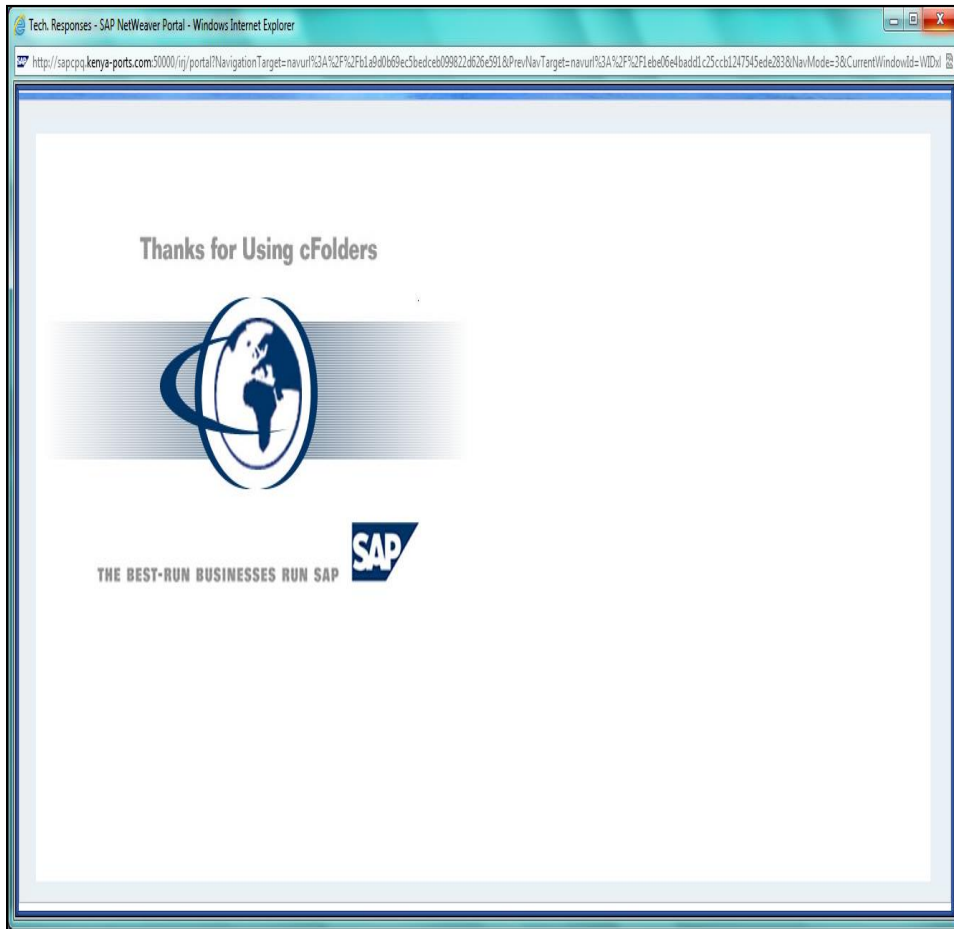 Tech. Responses - SAP NetWeaver Portal - Windows Internet Explorer
http://sapcpq.kenya-ports.com:50000/irj/portal?NavigationTarget=navurl%3A%2F%2Fb1a9d0b69ec5bedceb099822d626e591&PrevNavTarget=navurl%3A%2F%2F1ebe06e4badd1c25ccb1247545ede283&NavMode=3&CurrentWindowId=WIDxl
Thanks for Using cFolders
THE BEST-RUN BUSINESSES RUN SAP
SAP